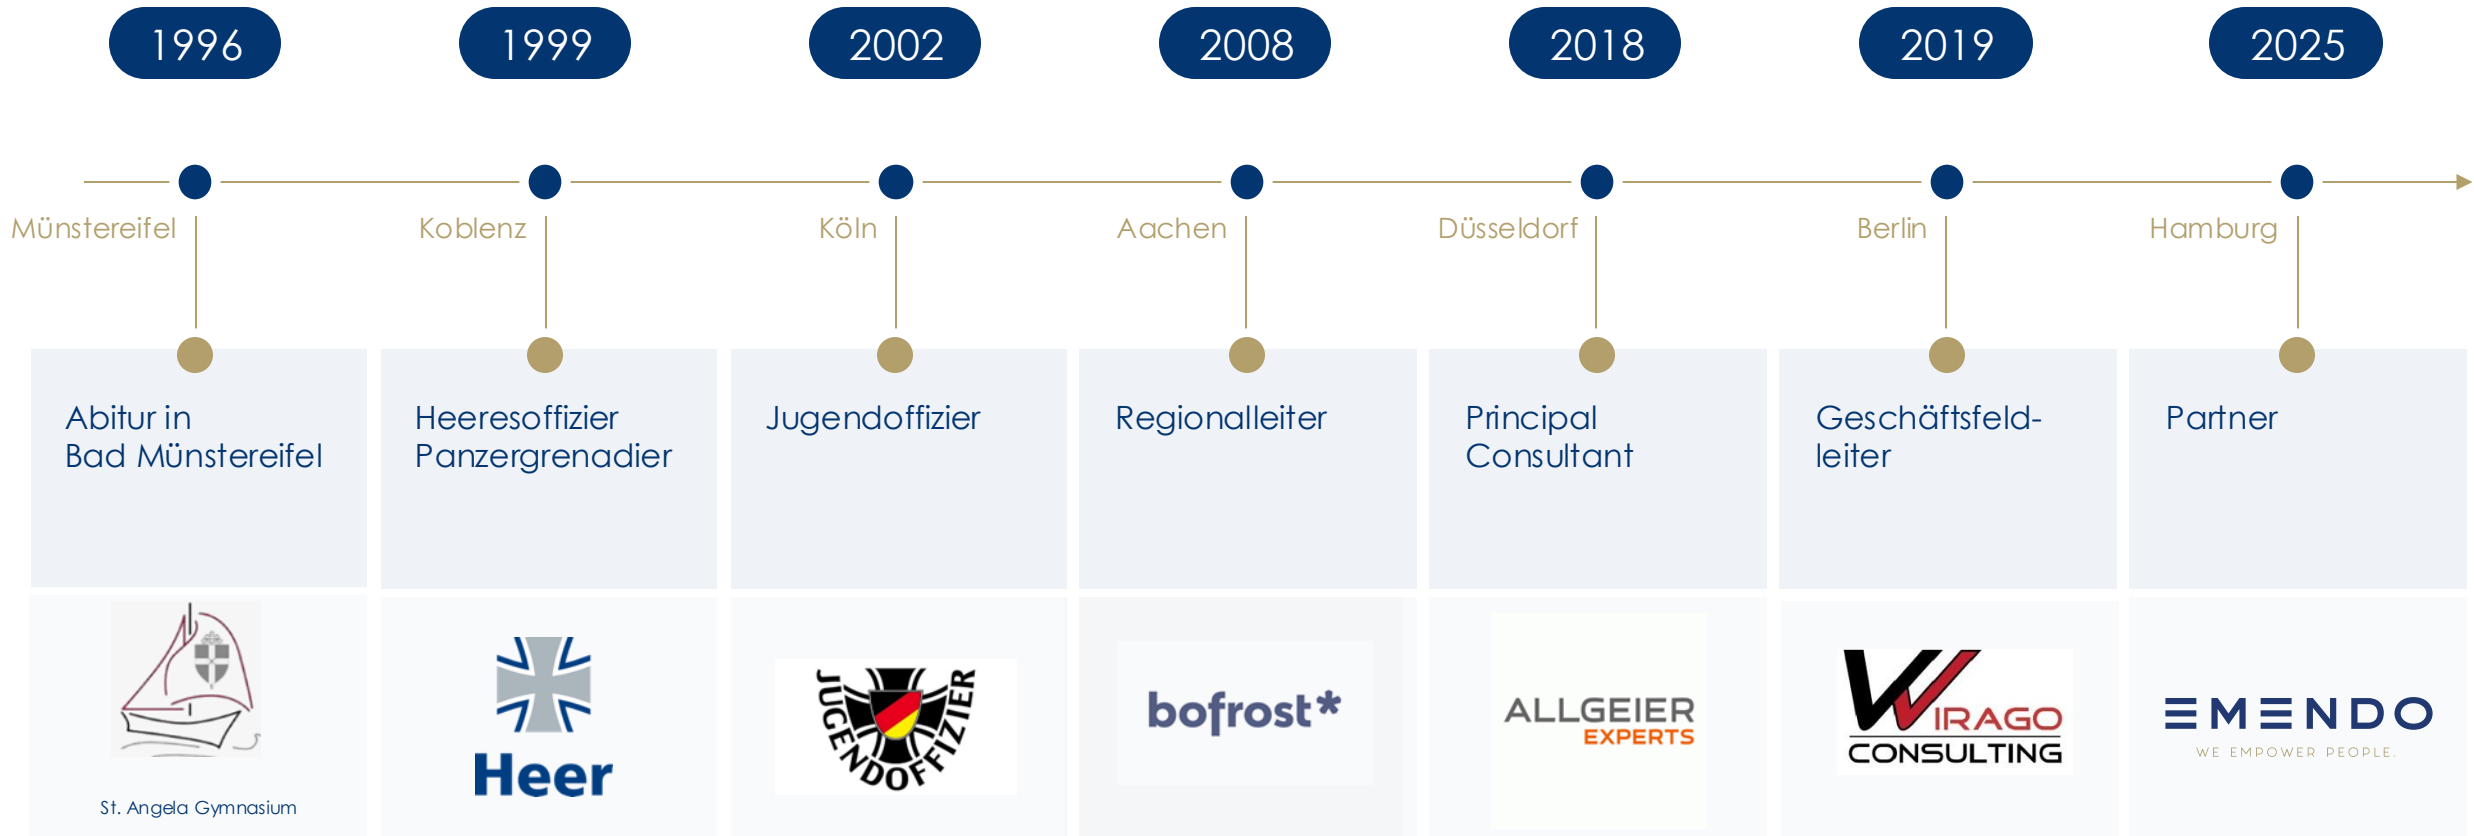 1996
1999
2002
2008
2018
2019
2025
Münstereifel
Koblenz
Köln
Aachen
Düsseldorf
Berlin
Hamburg
Abitur in
Bad Münstereifel
Heeresoffizier
Panzergrenadier
Jugendoffizier
Regionalleiter
Principal
Consultant
Geschäftsfeld-
leiter
Partner
St. Angela Gymnasium
Heer
JUGENDOFFIZIER
bofrost*
ALLGEIER
EXPERTS
WIRAGO
CONSULTING
EMENDO
WE EMPOWER PEOPLE.